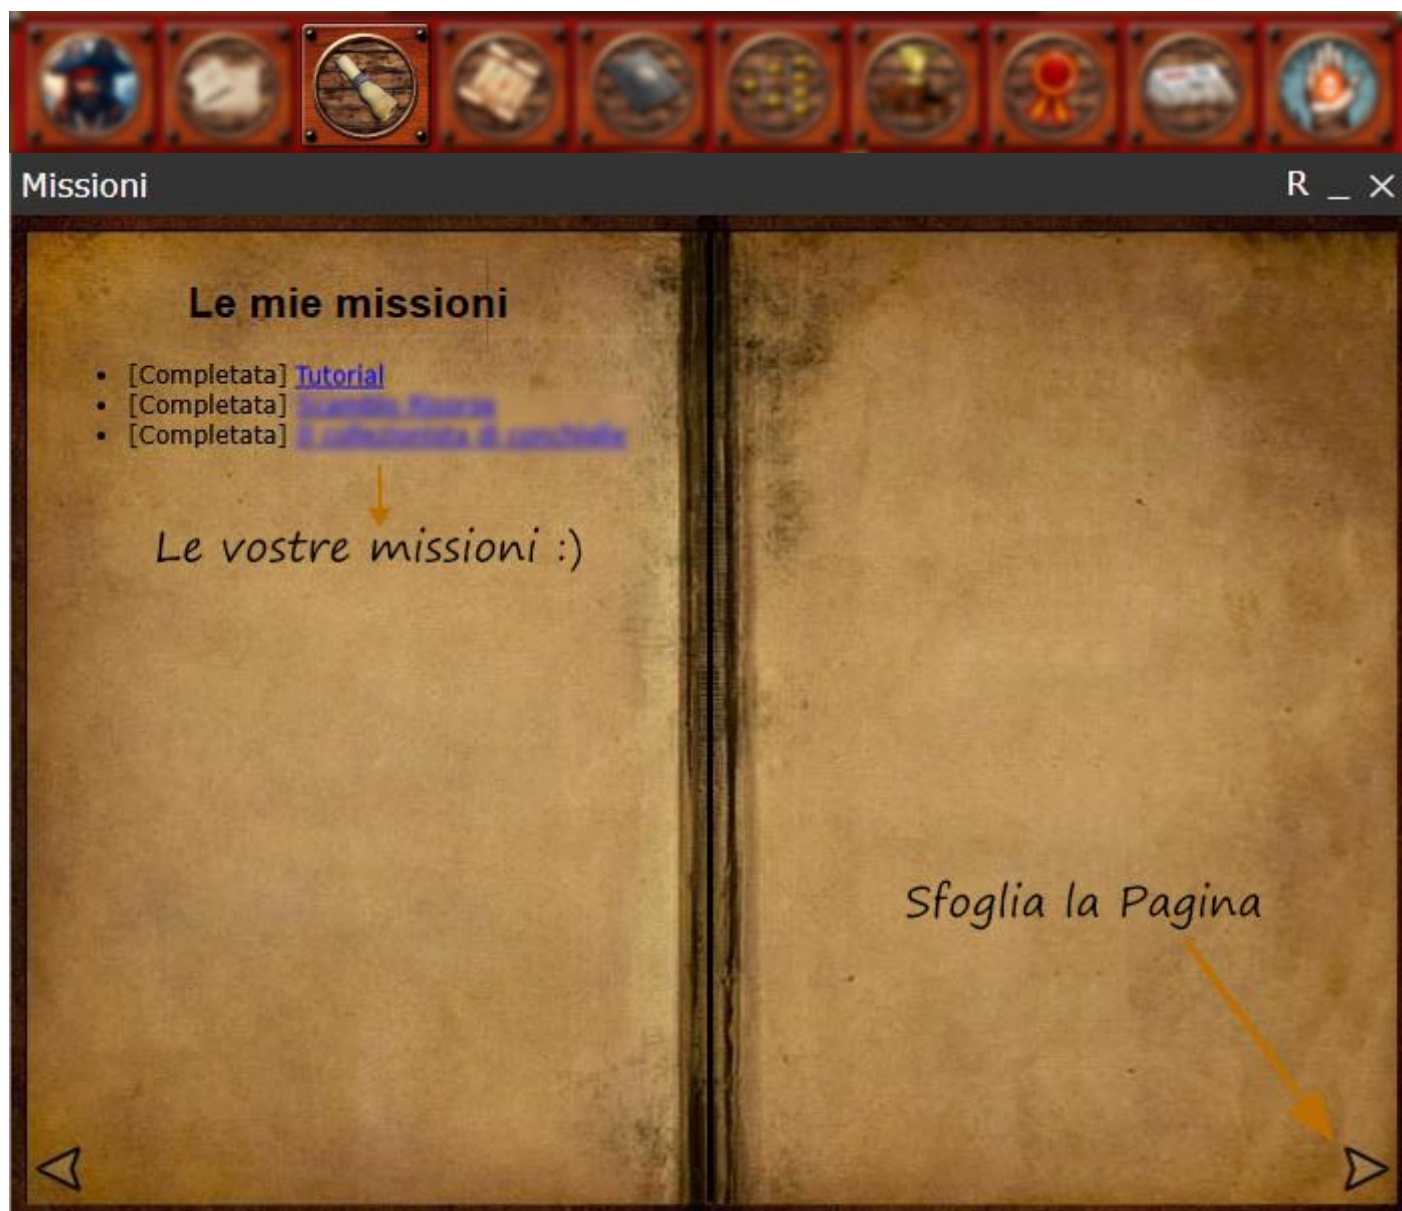 Missioni R _ ×
Le mie missioni
• [Completata] Tutorial
• [Completata]
• [Completata]
Le vostre missioni :)
Sfoglia la Pagina